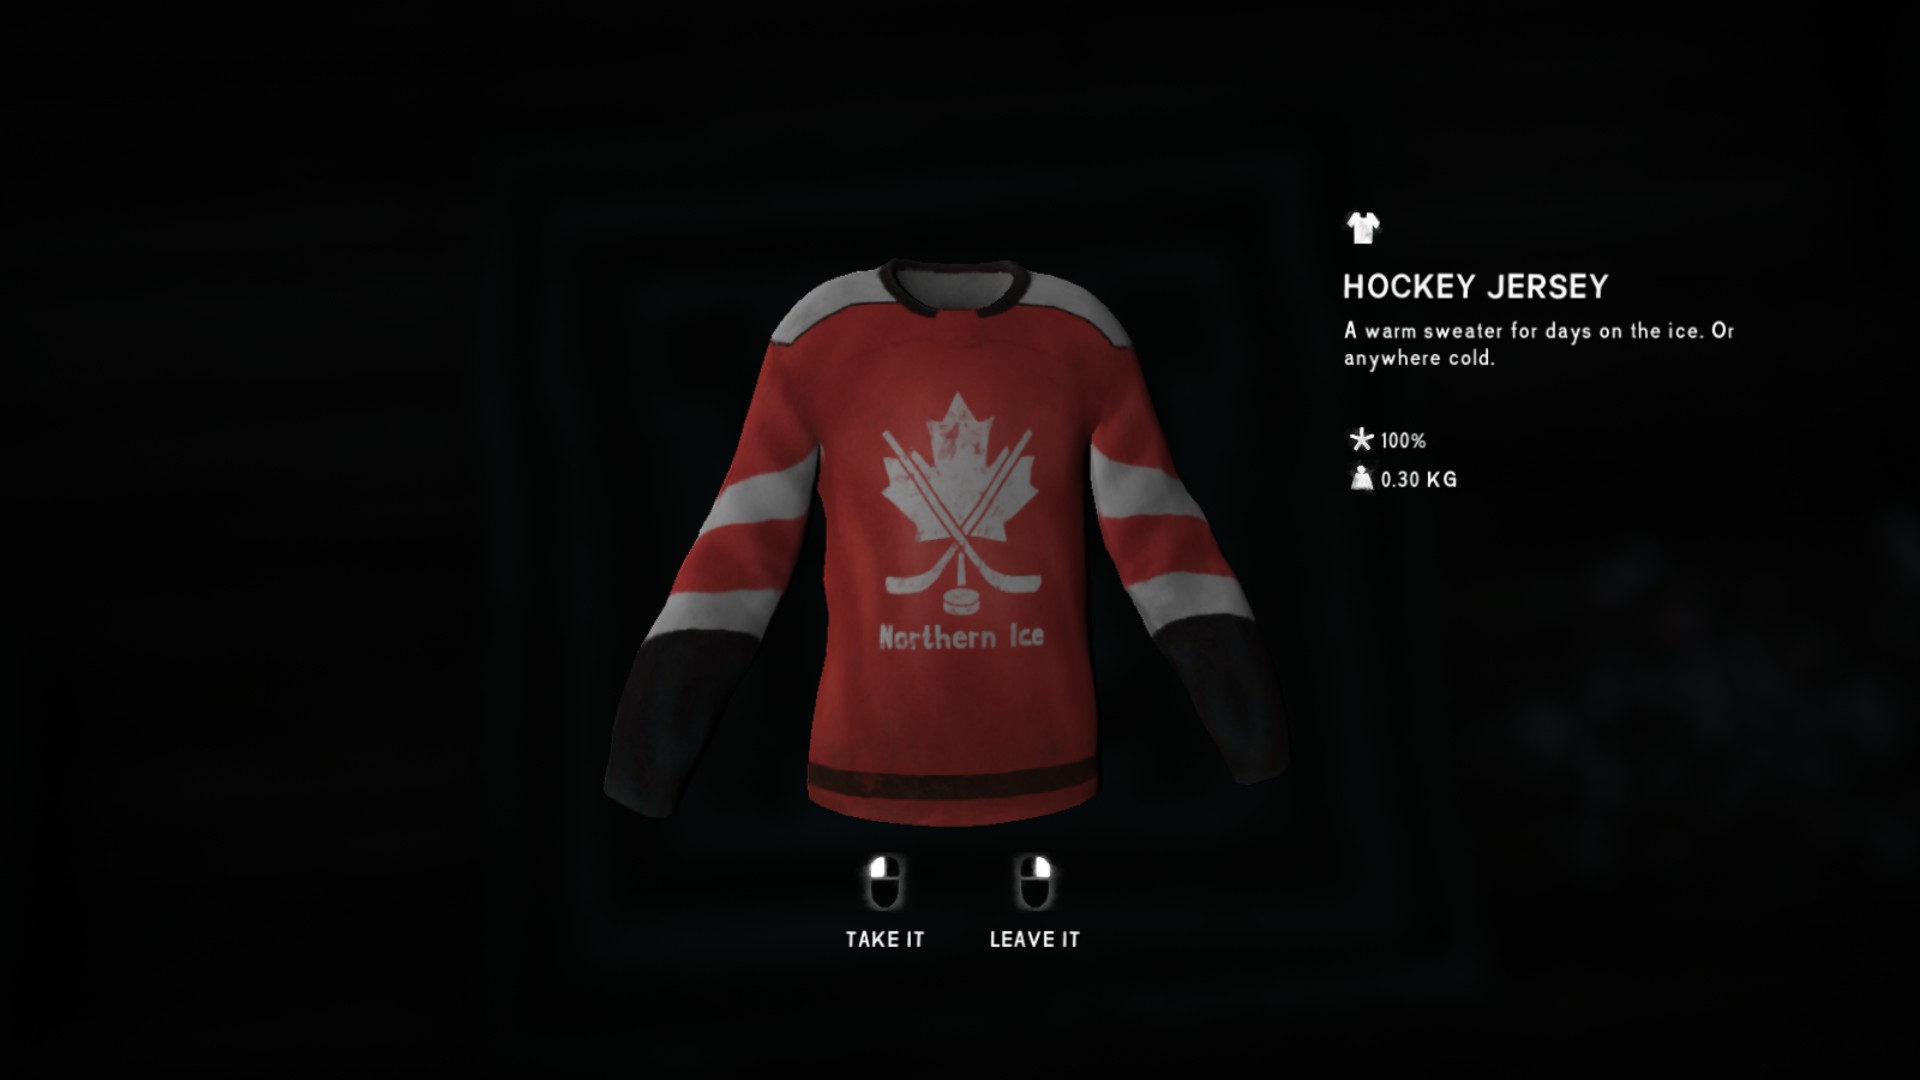 HOCKEY JERSEY
A warm sweater for days on the ice. Or
anywhere cold.
100%
0.30 KG
Northern Ice
TAKE IT
LEAVE IT